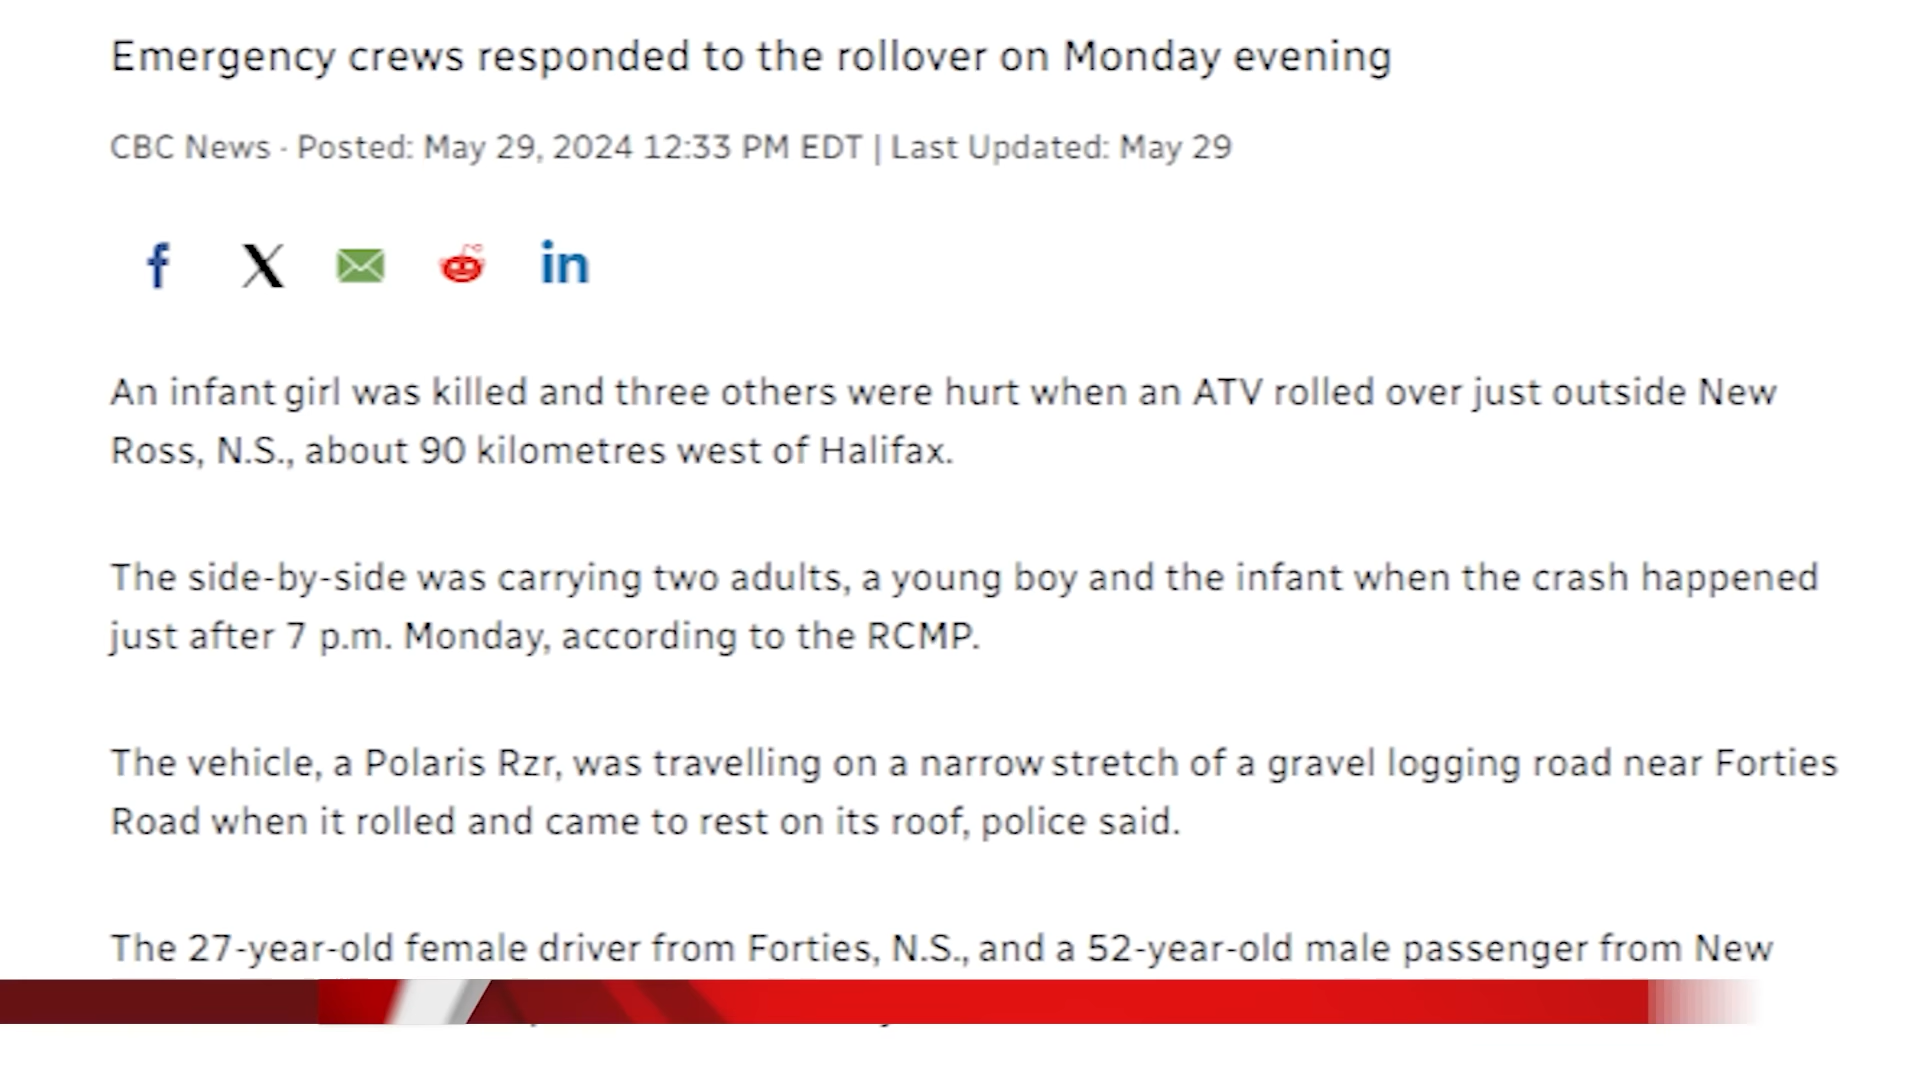 Emergency crews responded to the rollover on Monday evening
CBC News · Posted: May 29, 2024 12:33 PM EDT | Last Updated: May 29
An infant girl was killed and three others were hurt when an ATV rolled over just outside New
Ross, N.S., about 90 kilometres west of Halifax.
The side-by-side was carrying two adults, a young boy and the infant when the crash happened
just after 7 p.m. Monday, according to the RCMP.
The vehicle, a Polaris Rzr, was travelling on a narrow stretch of a gravel logging road near Forties
Road when it rolled and came to rest on its roof, police said.
The 27-year-old female driver from Forties, N.S., and a 52-year-old male passenger from New